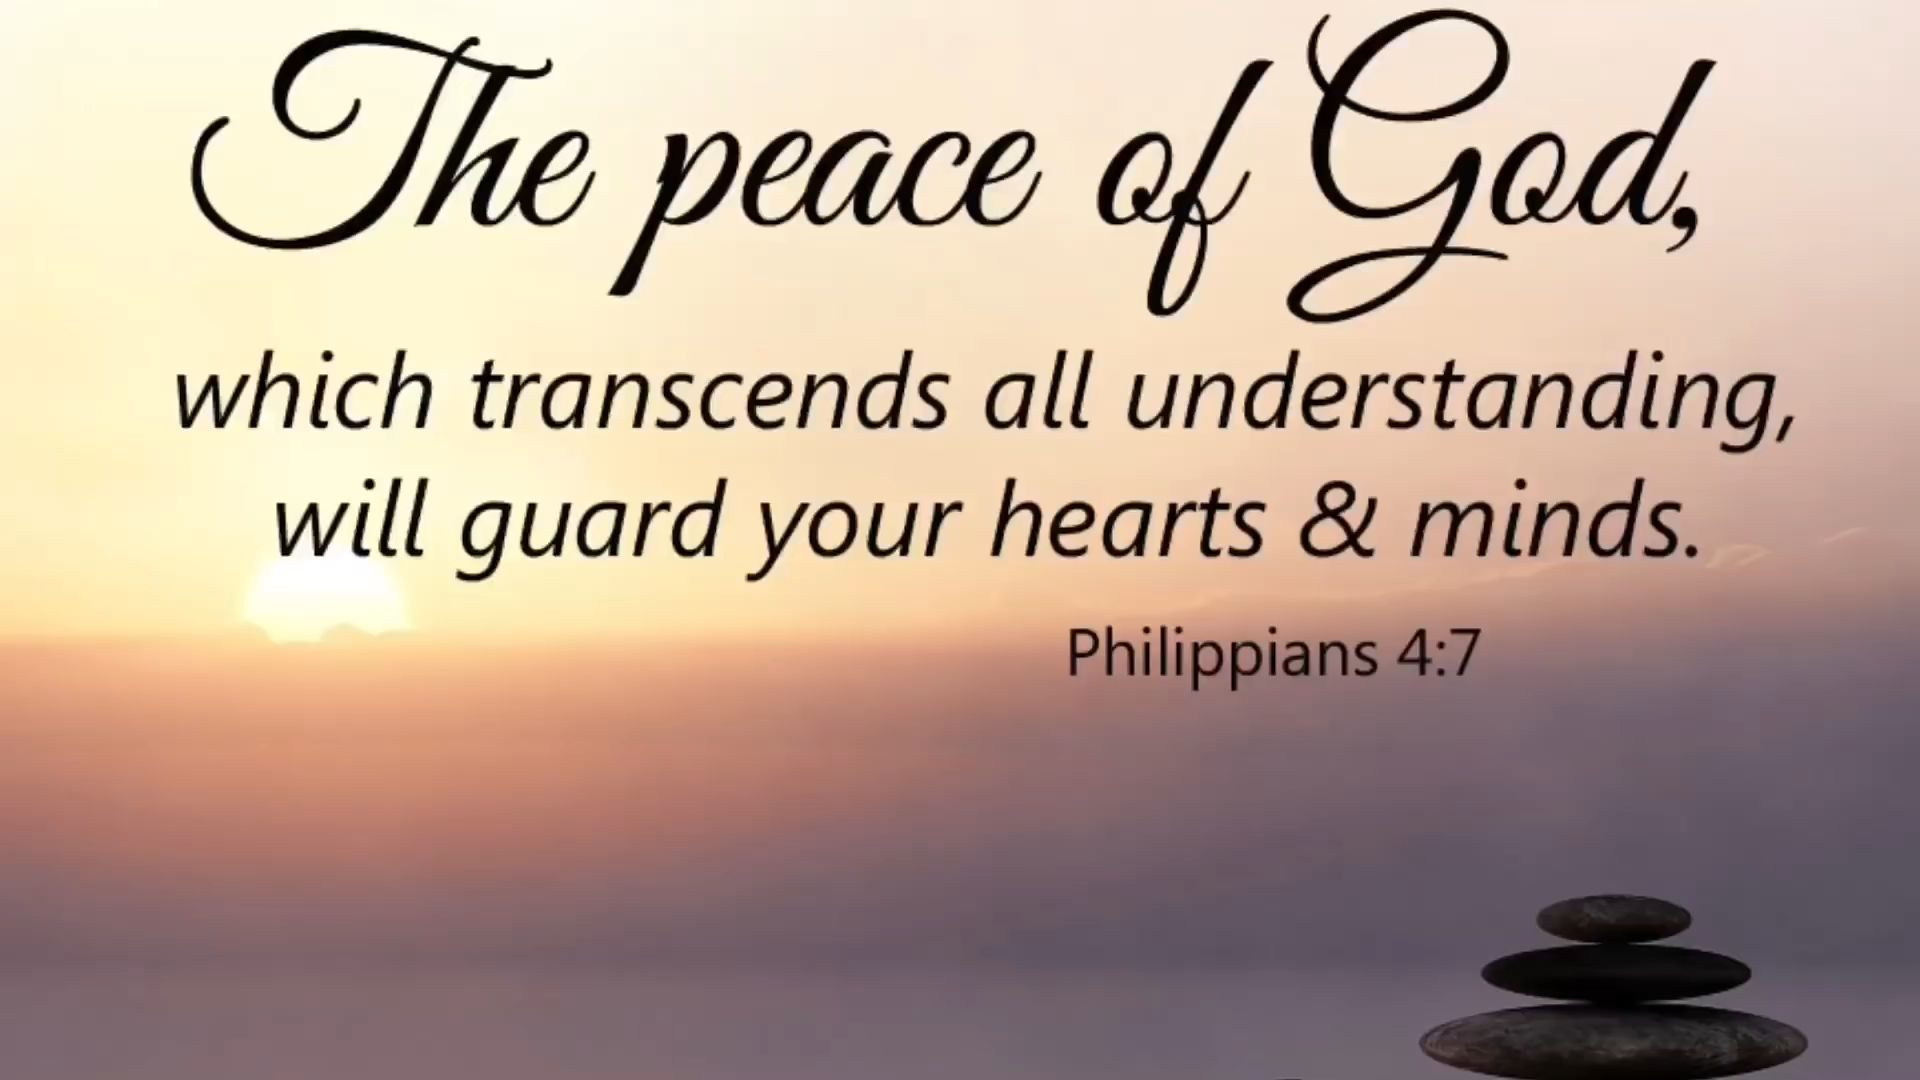 The peace of God,
which transcends all understanding,
will guard your hearts & minds.
Philippians 4:7